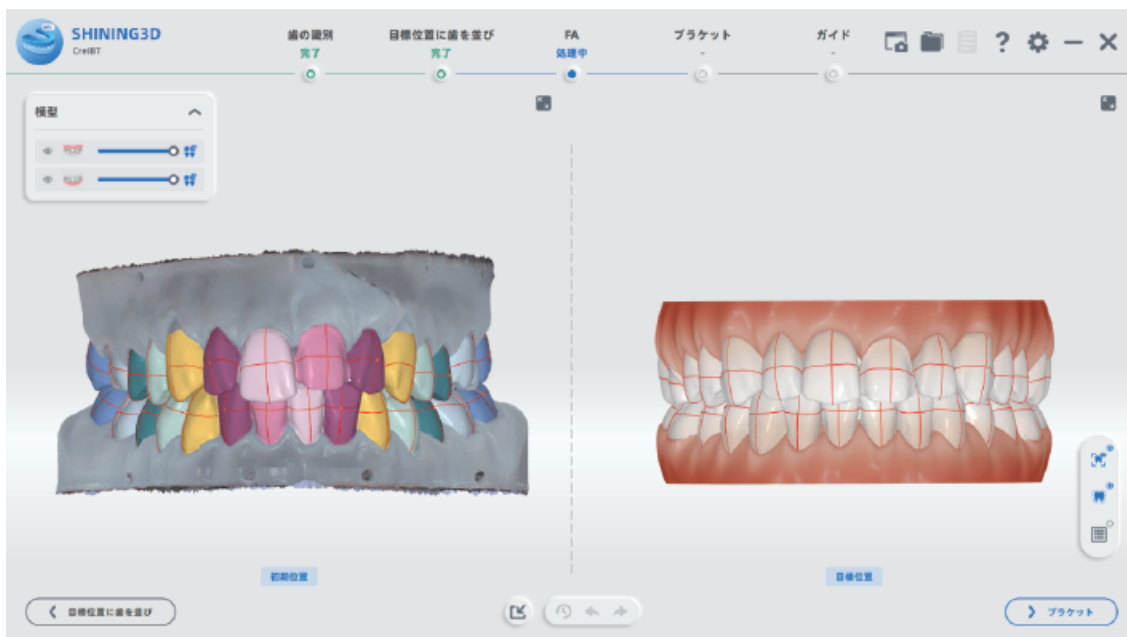 SHINING3D
CreIBT
歯の識別
完了
目標位置に歯を並び
完了
FA
処理中
ブラケット
-
ガイド
-
?
模型
初期位置
目標位置
目標位置に歯を並び
ブラケット